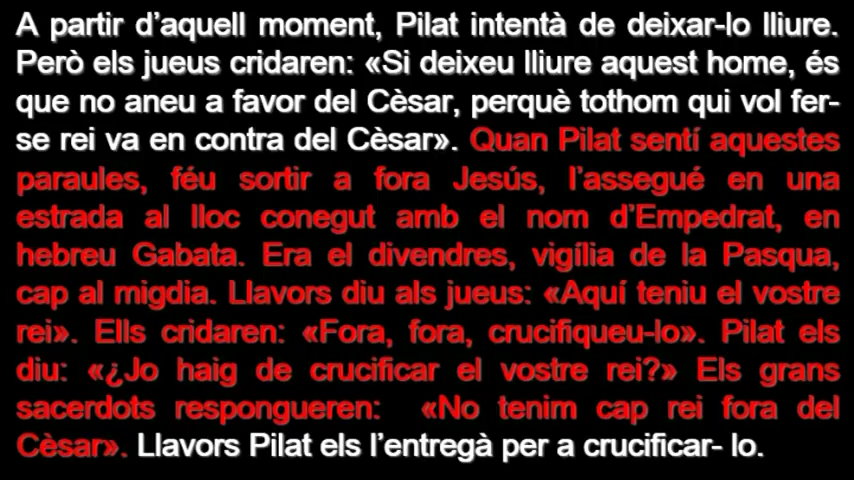 A partir d’aquell moment, Pilat intentà de deixar-lo lliure.
Però els jueus cridaren: «Si deixeu lliure aquest home, és
que no aneu a favor del Cèsar, perquè tothom qui vol fer-
se rei va en contra del Cèsar». Quan Pilat sentí aquestes
paraules, féu sortir a fora Jesús, l’assegué en una
estrada al lloc conegut amb el nom d’Empedrat, en
hebreu Gabata. Era el divendres, vigília de la Pasqua,
cap al migdia. Llavors diu als jueus: «Aquí teniu el vostre
rei». Ells cridaren: «Fora, fora, crucifiqueu-lo». Pilat els
diu: «¿Jo haig de crucificar el vostre rei?» Els grans
sacerdots respongueren: «No tenim cap rei fora del
Cèsar». Llavors Pilat els l’entregà per a crucificar- lo.